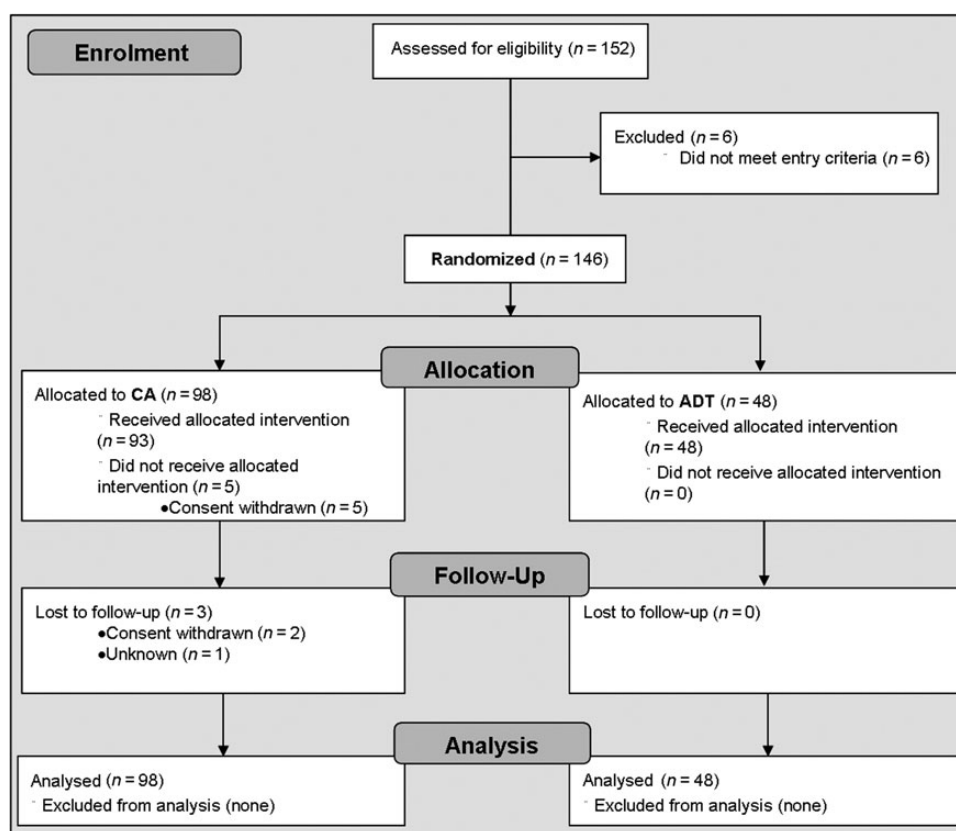 Enrolment
Assessed for eligibility (n = 152)
Excluded (n = 6)
¨ Did not meet entry criteria (n = 6)
Randomized (n = 146)
Allocation
Allocated to CA (n = 98)
¨ Received allocated intervention
(n = 93)
¨ Did not receive allocated
intervention (n = 5)
•Consent withdrawn (n = 5)
Allocated to ADT (n = 48)
¨ Received allocated intervention
(n = 48)
¨ Did not receive allocated intervention
(n = 0)
Follow-Up
Lost to follow-up (n = 3)
•Consent withdrawn (n = 2)
•Unknown (n = 1)
Lost to follow-up (n = 0)
Analysis
Analysed (n = 98)
¨ Excluded from analysis (none)
Analysed (n = 48)
¨ Excluded from analysis (none)